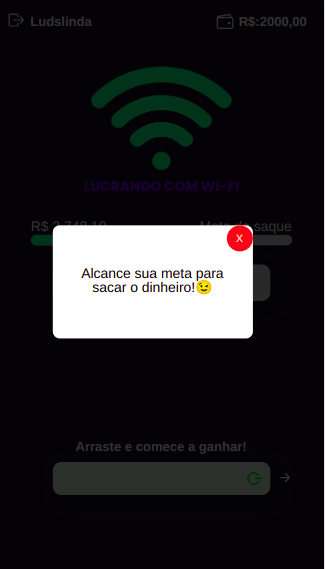 Ludslinda
R$:2000,00
LUCRANDO COM WI-FI
R$ 2.748,10
Meta de saque
X
Alcance sua meta para
sacar o dinheiro!😉
Arraste e comece a ganhar!